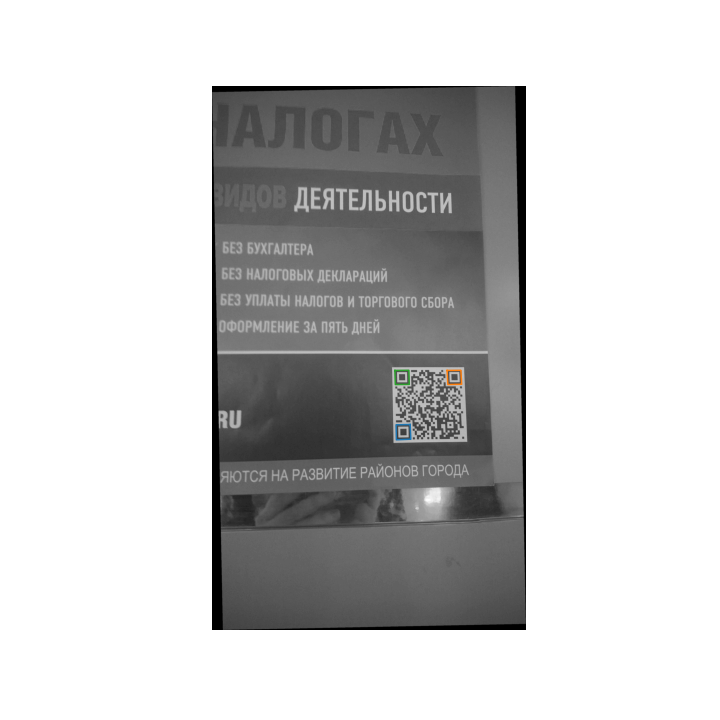 НАЛОГАХ
ВИДОВ ДЕЯТЕЛЬНОСТИ
БЕЗ БУХГАЛТЕРА
БЕЗ НАЛОГОВЫХ ДЕКЛАРАЦИЙ
БЕЗ УПЛАТЫ НАЛОГОВ И ТОРГОВОГО СБОРА
ОФОРМЛЕНИЕ ЗА ПЯТЬ ДНЕЙ
.RU
ЯЮТСЯ НА РАЗВИТИЕ РАЙОНОВ ГОРОДА